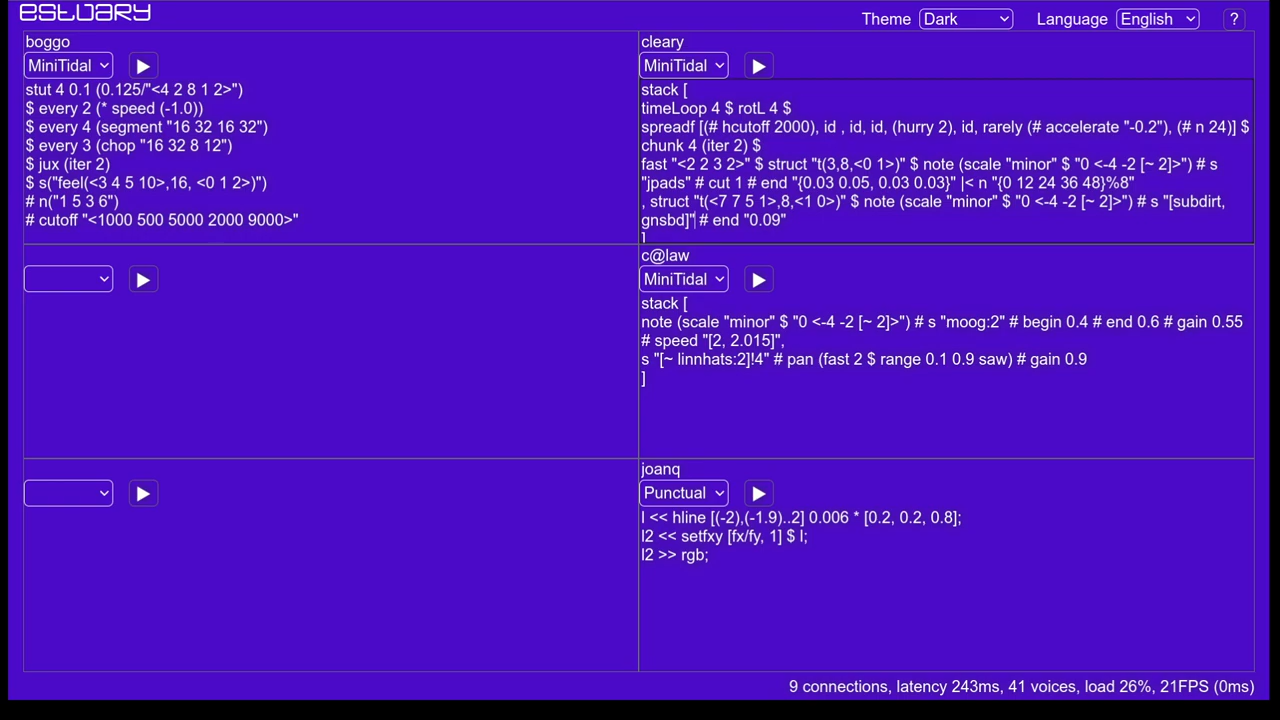 estuary
Theme Dark Language English ?
boggo
MiniTidal
stut 4 0.1 (0.125/"<4 2 8 1 2>")
$ every 2 (* speed (-1.0))
$ every 4 (segment "16 32 16 32")
$ every 3 (chop "16 32 8 12")
$ jux (iter 2)
$ s("feel(<3 4 5 10>,16, <0 1 2>)")
# n("1 5 3 6")
# cutoff "<1000 500 5000 2000 9000>"
cleary
MiniTidal
stack [
timeLoop 4 $ rotL 4 $
spreadf [(# hcutoff 2000), id , id, id, (hurry 2), id, rarely (# accelerate "-0.2"), (# n 24)] $
chunk 4 (iter 2) $
fast "<2 2 3 2>" $ struct "t(3,8,<0 1>)" $ note (scale "minor" $ "0 <-4 -2 [~ 2]>") # s
"jpads" # cut 1 # end "{0.03 0.05, 0.03 0.03}" |< n "{0 12 24 36 48}%8"
, struct "t(<7 7 5 1>,8,<1 0>)" $ note (scale "minor" $ "0 <-4 -2 [~ 2]>") # s "[subdirt,
gnsbd]" # end "0.09"
]
c@law
MiniTidal
stack [
note (scale "minor" $ "0 <-4 -2 [~ 2]>") # s "moog:2" # begin 0.4 # end 0.6 # gain 0.55
# speed "[2, 2.015]",
s "[~ linnhats:2]!4" # pan (fast 2 $ range 0.1 0.9 saw) # gain 0.9
]
joanq
Punctual
l << hline [(-2),(-1.9)..2] 0.006 * [0.2, 0.2, 0.8];
l2 << setfxy [fx/fy, 1] $ l;
l2 >> rgb;
9 connections, latency 243ms, 41 voices, load 26%, 21FPS (0ms)